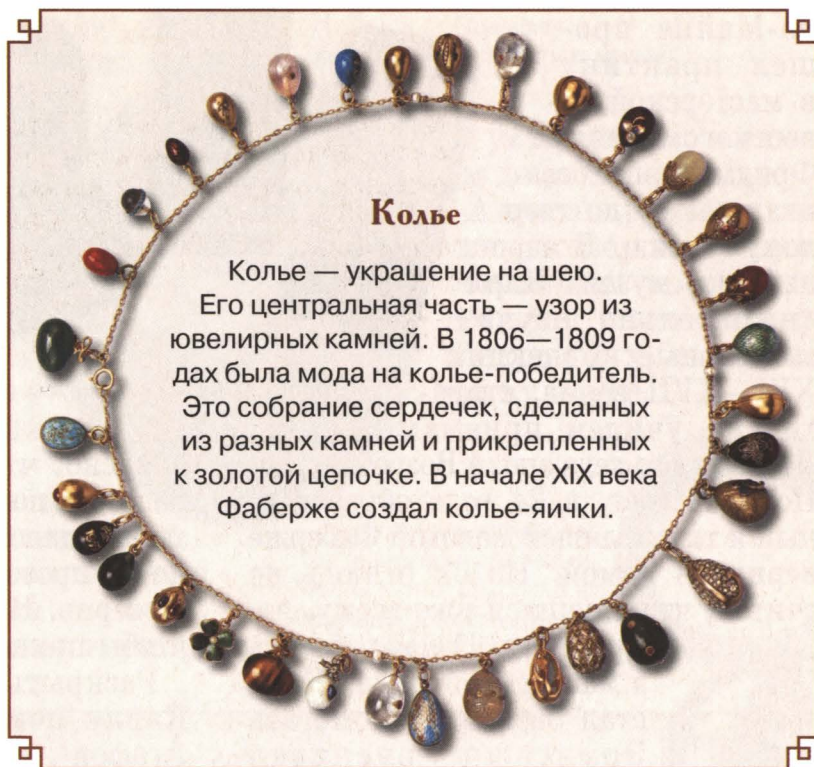 Колье
Колье — украшение на шею.
Его центральная часть — узор из
ювелирных камней. В 1806—1809 го-
дах была мода на колье-победитель.
Это собрание сердечек, сделанных
из разных камней и прикрепленных
к золотой цепочке. В начале XIX века
Фаберже создал колье-яички.